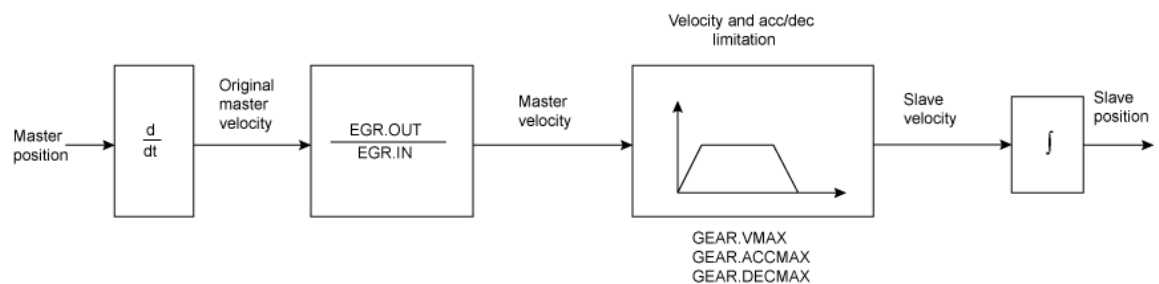 Velocity and acc/dec
limitation
Master
position
d
dt
Original
master
velocity
EGR.OUT
EGR.IN
Master
velocity
Slave
velocity
∫
Slave
position
GEAR.VMAX
GEAR.ACCMAX
GEAR.DECMAX